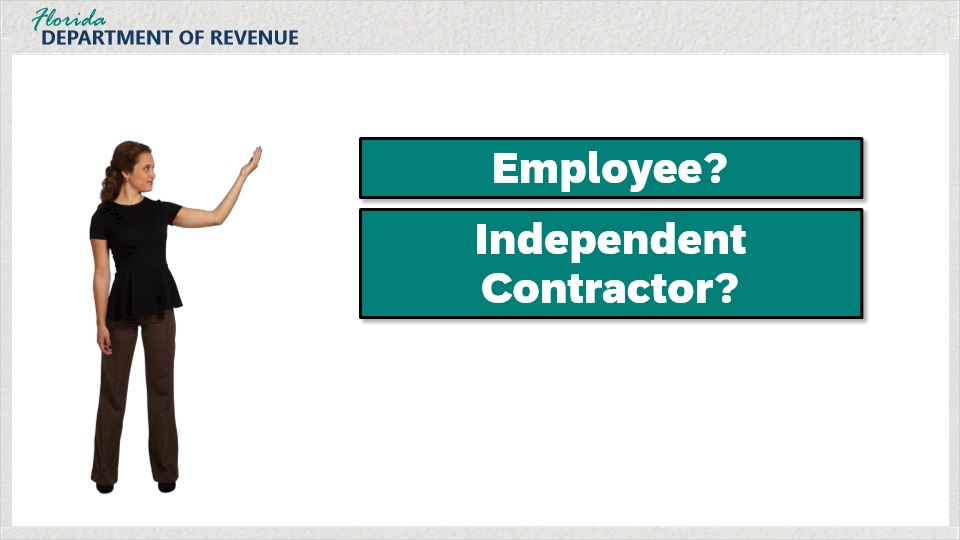 Florida
DEPARTMENT OF REVENUE
Employee?
Independent
Contractor?